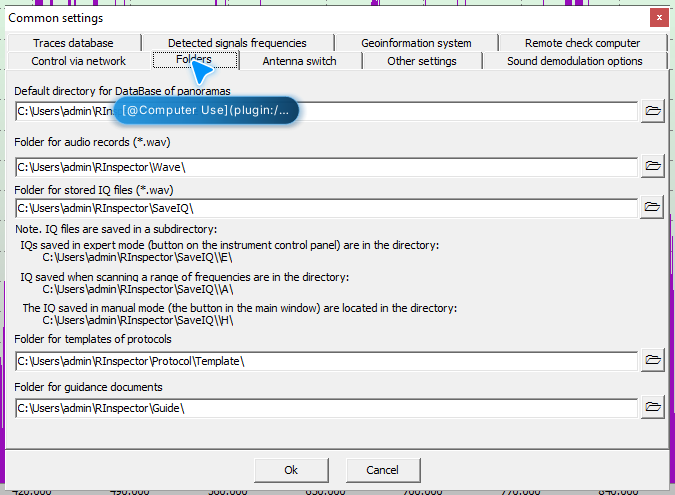 Common settings
x
Traces database
Detected signals frequencies
Geoinformation system
Remote check computer
Control via network
Folders
Antenna switch
Other settings
Sound demodulation options
Default directory for DataBase of panoramas
C:\Users\admin\RIns
[@Computer Use](plugin:/...
Folder for audio records (*.wav)
C:\Users\admin\RInspector\Wave\
Folder for stored IQ files (*.wav)
C:\Users\admin\RInspector\SaveIQ\
Note. IQ files are saved in a subdirectory:
IQs saved in expert mode (button on the instrument control panel) are in the directory:
C:\Users\admin\RInspector\SaveIQ\\E\
IQ saved when scanning a range of frequencies are in the directory:
C:\Users\admin\RInspector\SaveIQ\\A\
The IQ saved in manual mode (the button in the main window) are located in the directory:
C:\Users\admin\RInspector\SaveIQ\\H\
Folder for templates of protocols
C:\Users\admin\RInspector\Protocol\Template\
Folder for guidance documents
C:\Users\admin\RInspector\Guide\
Ok
Cancel